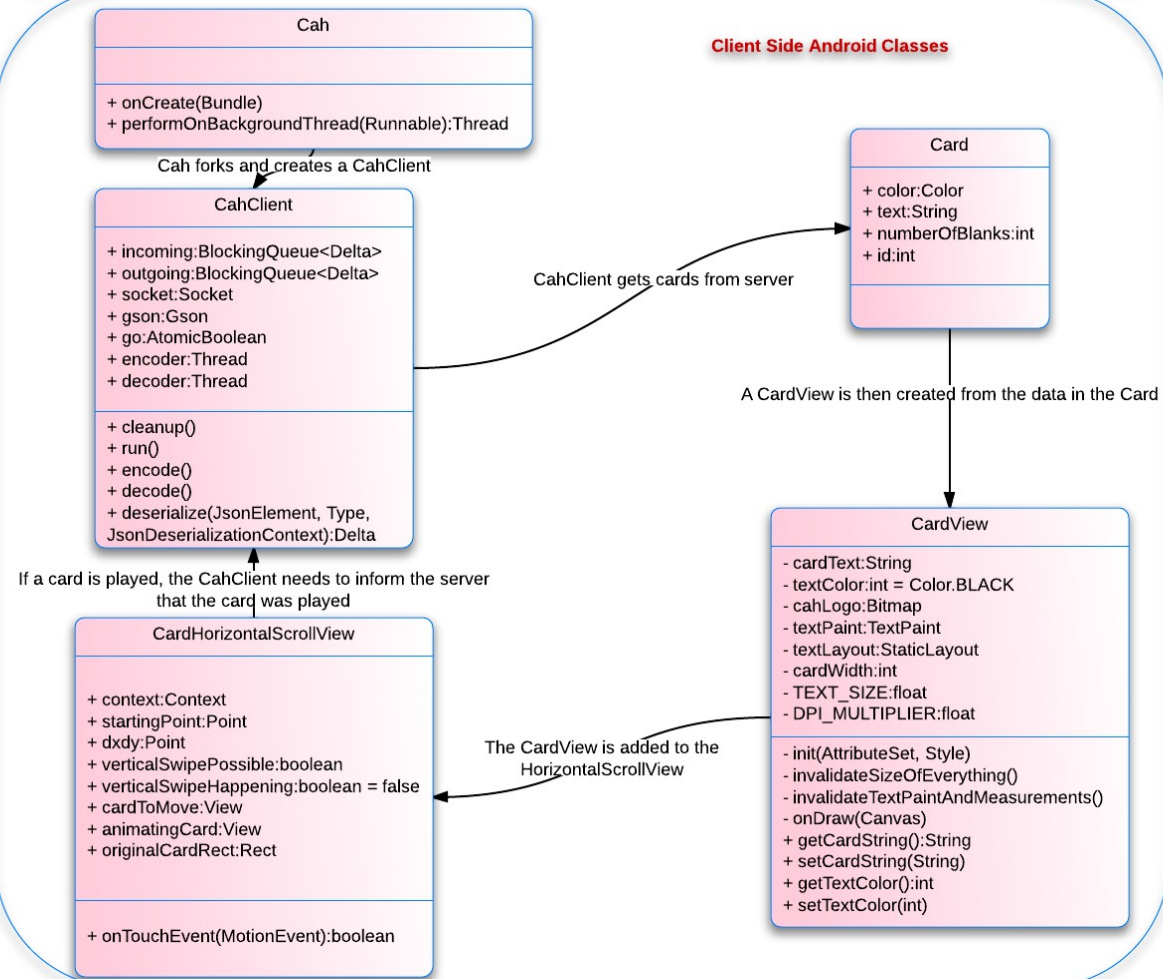 Cah
+ onCreate(Bundle)
+ performOnBackgroundThread(Runnable):Thread
Client Side Android Classes
Cah forks and creates a CahClient
CahClient
+ incoming:BlockingQueue<Delta>
+ outgoing:BlockingQueue<Delta>
+ socket:Socket
+ gson:Gson
+ go:AtomicBoolean
+ encoder:Thread
+ decoder:Thread
+ cleanup()
+ run()
+ encode()
+ decode()
+ deserialize(JsonElement, Type,
JsonDeserializationContext):Delta
CahClient gets cards from server
Card
+ color:Color
+ text:String
+ numberOfBlanks:int
+ id:int
A CardView is then created from the data in the Card
CardView
- cardText:String
- textColor:int = Color.BLACK
- cahLogo:Bitmap
- textPaint:TextPaint
- textLayout:StaticLayout
- cardWidth:int
- TEXT_SIZE:float
- DPI_MULTIPLIER:float
- init(AttributeSet, Style)
- invalidateSizeOfEverything()
- invalidateTextPaintAndMeasurements()
- onDraw(Canvas)
+ getCardString():String
+ setCardString(String)
+ getTextColor():int
+ setTextColor(int)
The CardView is added to the
HorizontalScrollView
If a card is played, the CahClient needs to inform the server
that the card was played
CardHorizontalScrollView
+ context:Context
+ startingPoint:Point
+ dxdy:Point
+ verticalSwipePossible:boolean
+ verticalSwipeHappening:boolean = false
+ cardToMove:View
+ animatingCard:View
+ originalCardRect:Rect
+ onTouchEvent(MotionEvent):boolean